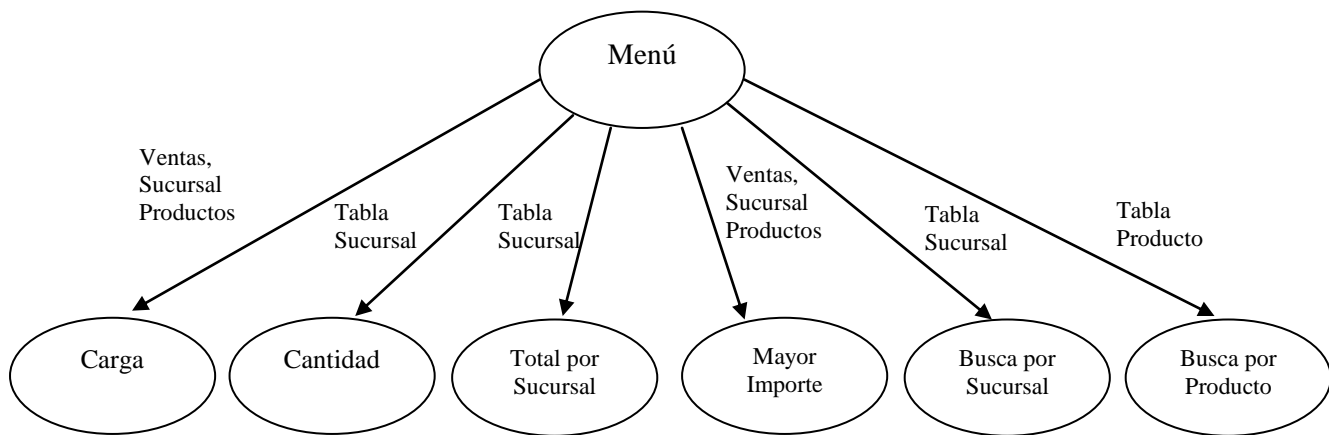 Menú
Ventas,
Sucursal
Productos
Tabla
Sucursal
Tabla
Sucursal
Ventas,
Sucursal
Productos
Tabla
Sucursal
Tabla
Producto
Carga
Cantidad
Total por
Sucursal
Mayor
Importe
Busca por
Sucursal
Busca por
Producto